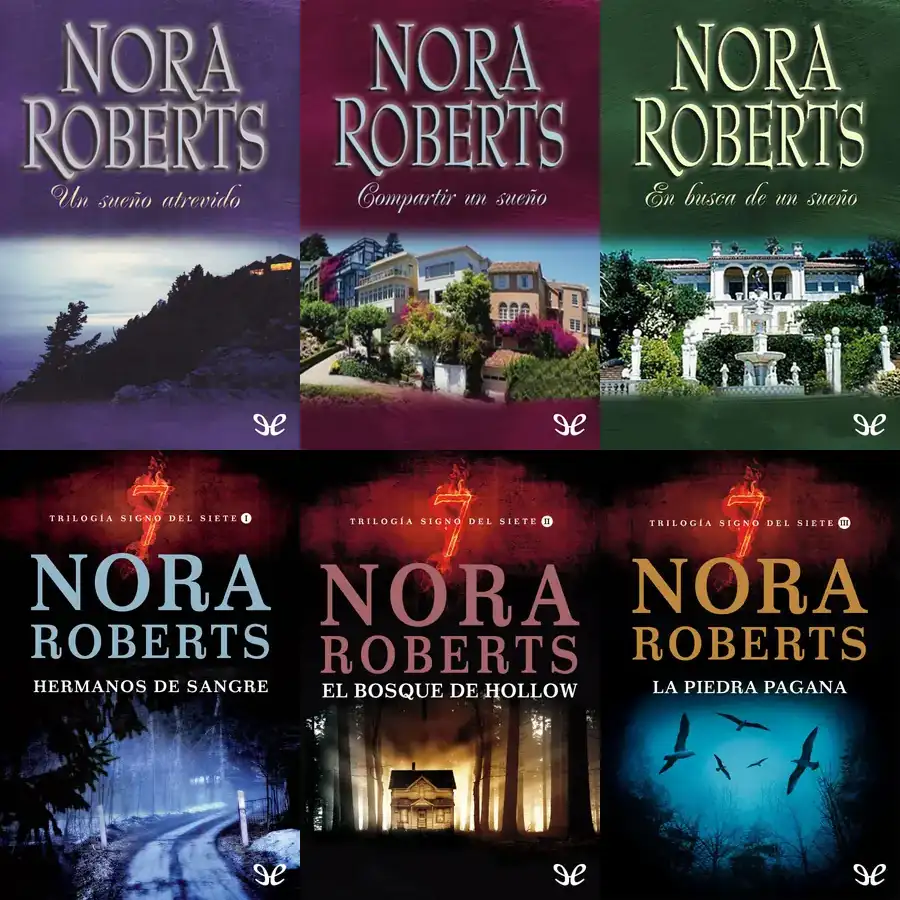 NORA
ROBERTS
Un sueño atrevido
NORA
ROBERTS
Compartir un sueño
NORA
ROBERTS
En busca de un sueño
7
TRILOGÍA SIGNO DEL SIETE I
NORA
ROBERTS
HERMANOS DE SANGRE
7
TRILOGÍA SIGNO DEL SIETE II
NORA
ROBERTS
EL BOSQUE DE HOLLOW
7
TRILOGÍA SIGNO DEL SIETE III
NORA
ROBERTS
LA PIEDRA PAGANA